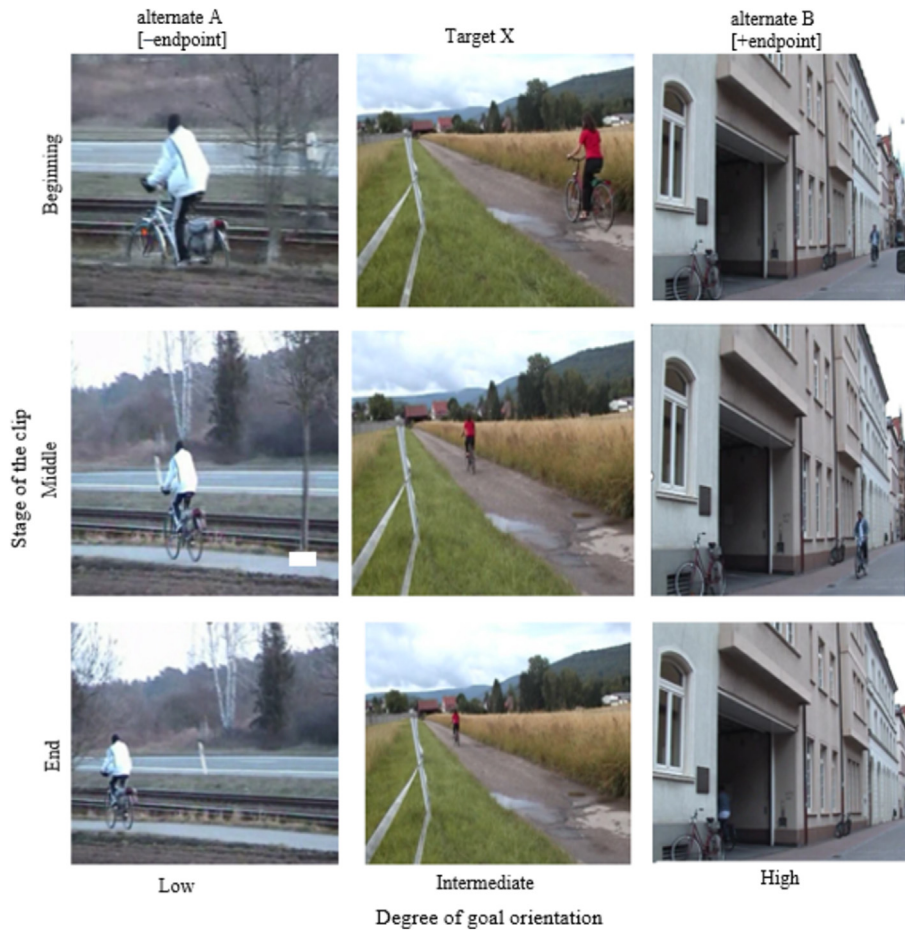 alternate A
[–endpoint]
Target X
alternate B
[+endpoint]
Beginning
Stage of the clip
Middle
End
Low
Intermediate
High
Degree of goal orientation